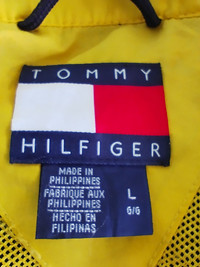 TOMMY
HILFIGER
MADE IN
PHILIPPINES
FABRIQUE AUX
PHILIPPINES
HECHO EN
FILIPINAS
L
G/G